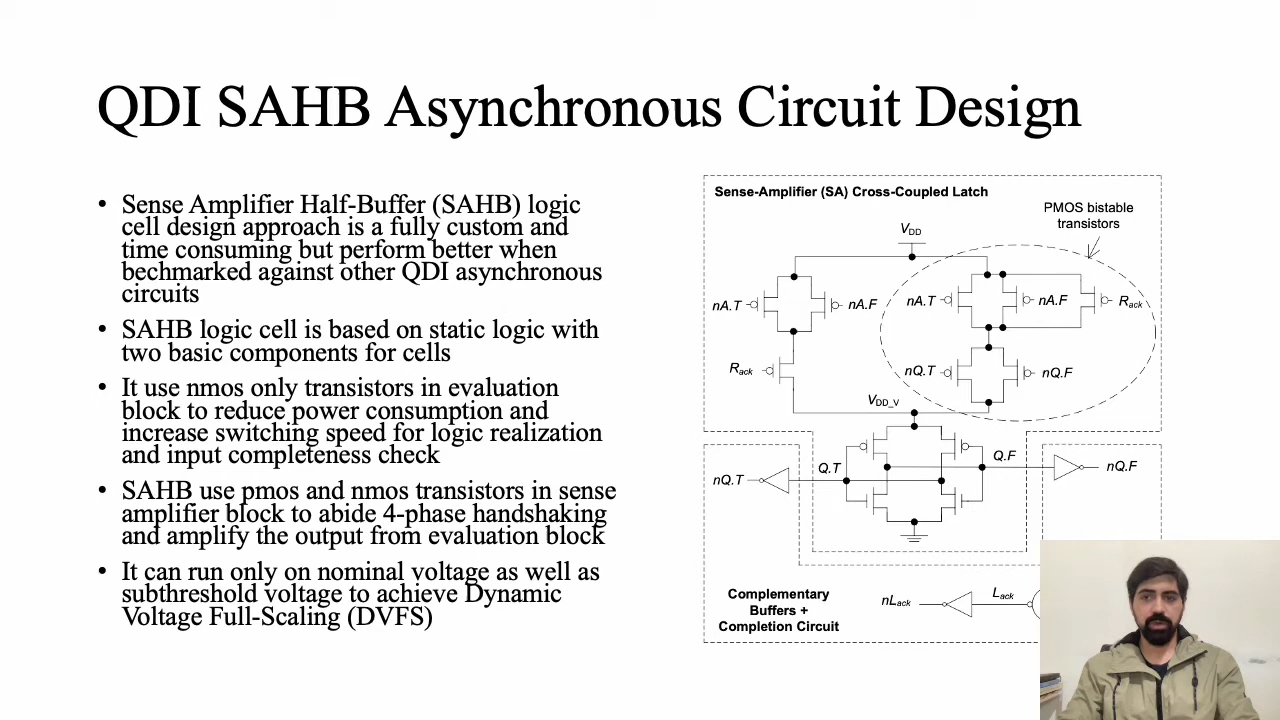 QDI SAHB Asynchronous Circuit Design
• Sense Amplifier Half-Buffer (SAHB) logic
cell design approach is a fully custom and
time consuming but perform better when
bechmarked against other QDI asynchronous
circuits
• SAHB logic cell is based on static logic with
two basic components for cells
• It use nmos only transistors in evaluation
block to reduce power consumption and
increase switching speed for logic realization
and input completeness check
• SAHB use pmos and nmos transistors in sense
amplifier block to abide 4-phase handshaking
and amplify the output from evaluation block
• It can run only on nominal voltage as well as
subthreshold voltage to achieve Dynamic
Voltage Full-Scaling (DVFS)
Sense-Amplifier (SA) Cross-Coupled Latch
PMOS bistable
transistors
VDD
nA.T
nA.F
nA.T
nA.F
Rack
Rack
nQ.T
nQ.F
VDD_V
Q.T
Q.F
nQ.T
nQ.F
Complementary
Buffers +
Completion Circuit
nLack
Lack